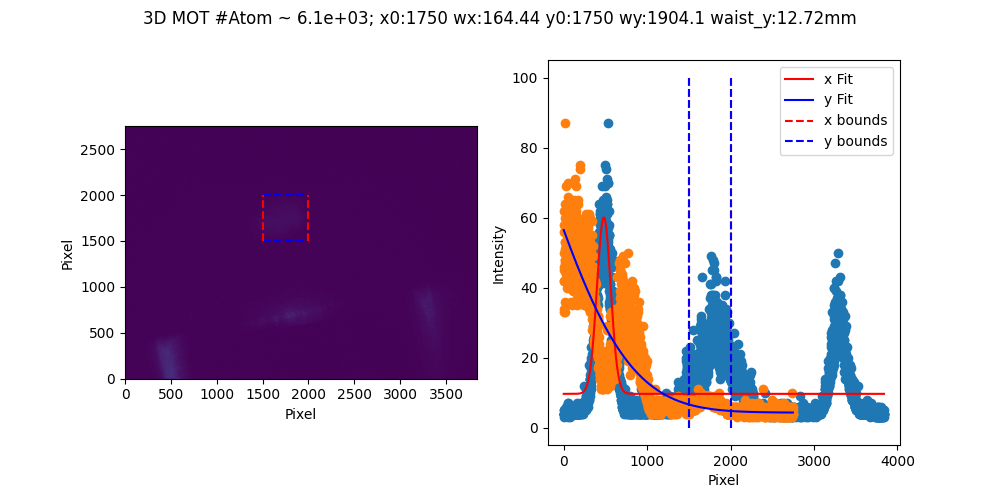 3D MOT #Atom ~ 6.1e+03; x0:1750 wx:164.44 y0:1750 wy:1904.1 waist_y:12.72mm
2500
2000
1500
1000
500
0
Pixel
0 500 1000 1500 2000 2500 3000 3500
Pixel
100
80
60
40
20
0
Intensity
0 1000 2000 3000 4000
Pixel
x Fit
y Fit
x bounds
y bounds